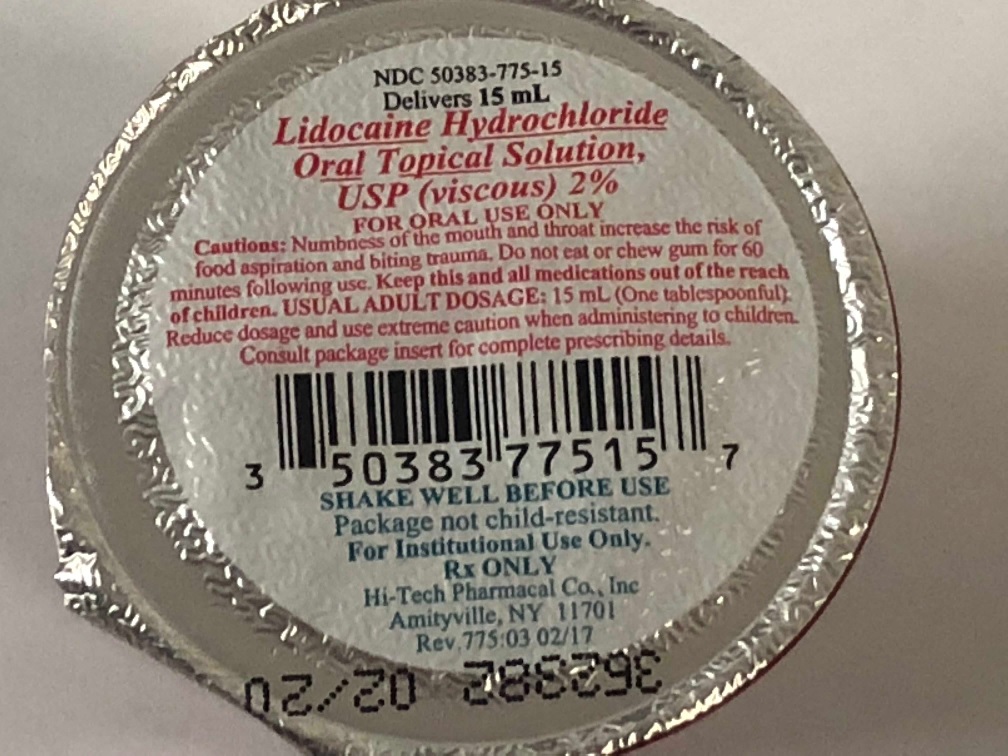 NDC 50383-775-15
Delivers 15 mL
Lidocaine Hydrochloride
Oral Topical Solution,
USP (viscous) 2%
FOR ORAL USE ONLY
Cautions: Numbness of the mouth and throat increase the risk of
food aspiration and biting trauma. Do not eat or chew gum for 60
minutes following use. Keep this and all medications out of the reach
of children. USUAL ADULT DOSAGE: 15 mL (One tablespoonful).
Reduce dosage and use extreme caution when administering to children.
Consult package insert for complete prescribing details.
3 50383 77515 7
SHAKE WELL BEFORE USE
Package not child-resistant.
For Institutional Use Only.
Rx ONLY
Hi-Tech Pharmacal Co., Inc
Amityville, NY 11701
Rev.775:03 02/17
02/20